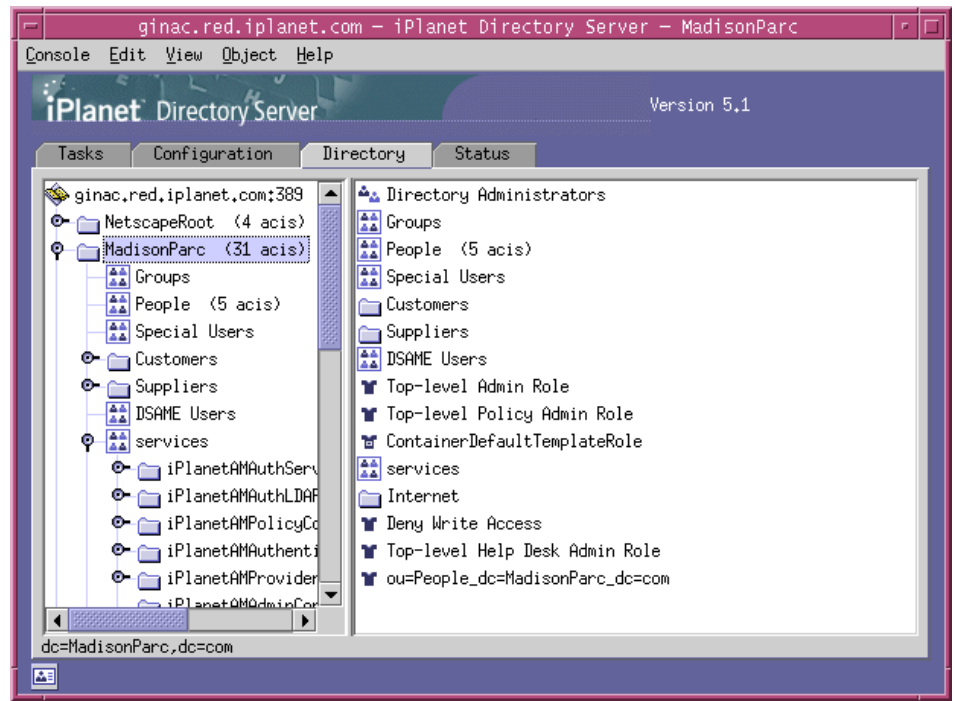 ginac.red.iplanet.com – iPlanet Directory Server – MadisonParc
Console Edit View Object Help
iPlanet Directory Server
Version 5.1
Tasks Configuration Directory Status
ginac.red.iplanet.com:389
NetscapeRoot (4 acis)
MadisonParc (31 acis)
Groups
People (5 acis)
Special Users
Customers
Suppliers
DSAME Users
services
iPlanetAMAuthServ
iPlanetAMAuthLDAP
iPlanetAMPolicyCo
iPlanetAMAuthenti
iPlanetAMProvider
iPlanetAMAdminCon
Directory Administrators
Groups
People (5 acis)
Special Users
Customers
Suppliers
DSAME Users
Top-level Admin Role
Top-level Policy Admin Role
ContainerDefaultTemplateRole
services
Internet
Deny Write Access
Top-level Help Desk Admin Role
ou=People_dc=MadisonParc_dc=com
dc=MadisonParc,dc=com